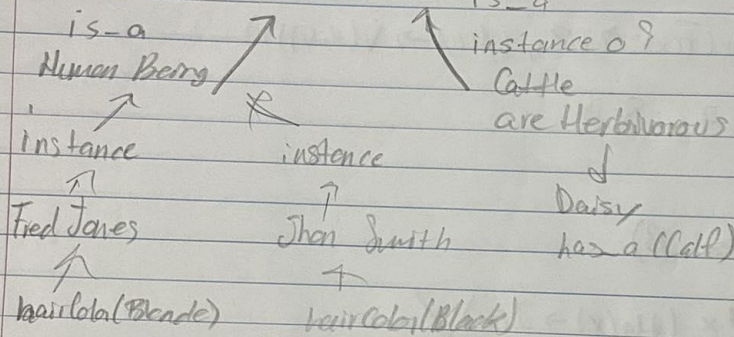 is_a
is-a
instance of
Human Being
Cattle
are Herbivorous
instance
instance
Daisy
Fred Jones
Jhon Smith
has a (Calf)
hairColor(Blonde)
hairColor(Black)